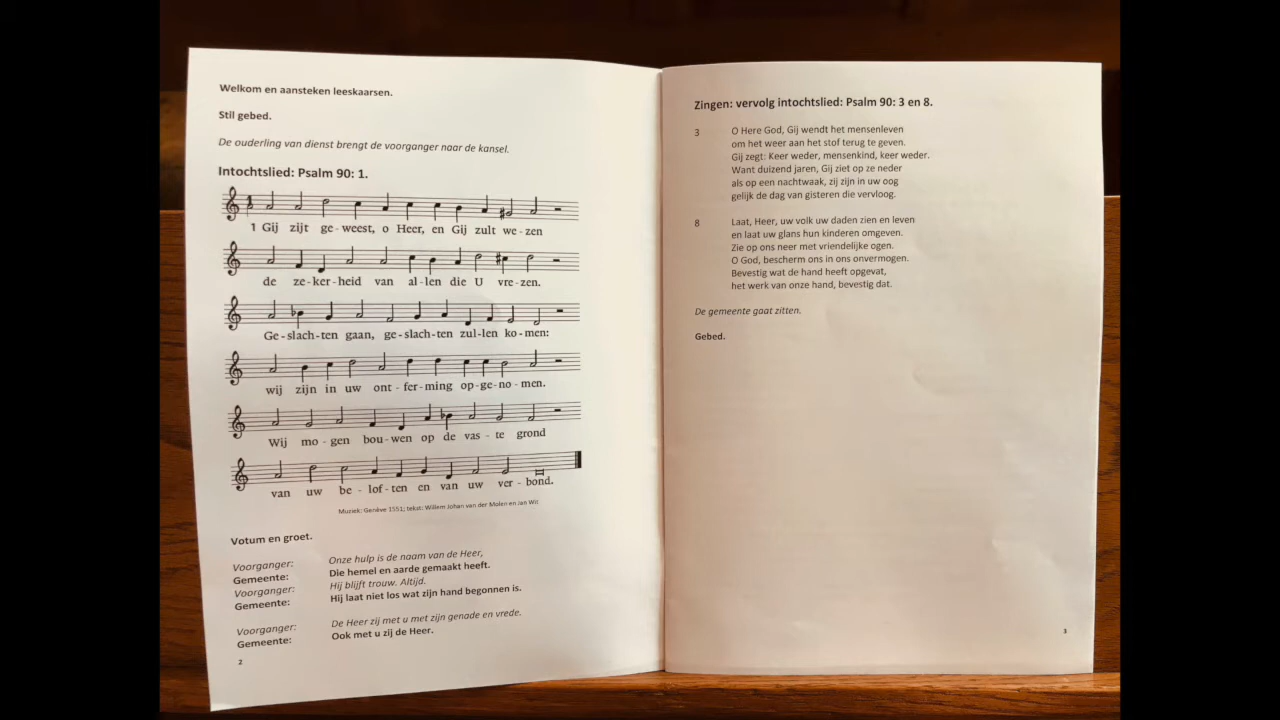 Welkom en aansteken leeskaarsen.
Stil gebed.
De ouderling van dienst brengt de voorganger naar de kansel.
Intochtslied: Psalm 90: 1.
1 Gij zijt ge - weest, o Heer, en Gij zult we - zen
de ze - ker - heid van al - len die U vre - zen.
Ge - slach - ten gaan, ge - slach - ten zul - len ko - men:
wij zijn in uw ont - fer - ming op - ge - no - men.
Wij mo - gen bou - wen op de vas - te grond
van uw be - lof - ten en van uw ver - bond.
Muziek: Genève 1551; tekst: Willem Johan van der Molen en Jan Wit
Votum en groet.
Voorganger: Onze hulp is de naam van de Heer,
Gemeente: Die hemel en aarde gemaakt heeft.
Voorganger: Hij blijft trouw. Altijd.
Gemeente: Hij laat niet los wat zijn hand begonnen is.
Voorganger: De Heer zij met u met zijn genade en vrede.
Gemeente: Ook met u zij de Heer.
2
Zingen: vervolg intochtslied: Psalm 90: 3 en 8.
3 O Here God, Gij wendt het mensenleven
om het weer aan het stof terug te geven.
Gij zegt: Keer weder, mensenkind, keer weder.
Want duizend jaren, Gij ziet op ze neder
als op een nachtwaak, zij zijn in uw oog
gelijk de dag van gisteren die vervloog.
8 Laat, Heer, uw volk uw daden zien en leven
en laat uw glans hun kinderen omgeven.
Zie op ons neer met vriendelijke ogen.
O God, bescherm ons in ons onvermogen.
Bevestig wat de hand heeft opgevat,
het werk van onze hand, bevestig dat.
De gemeente gaat zitten.
Gebed.
3